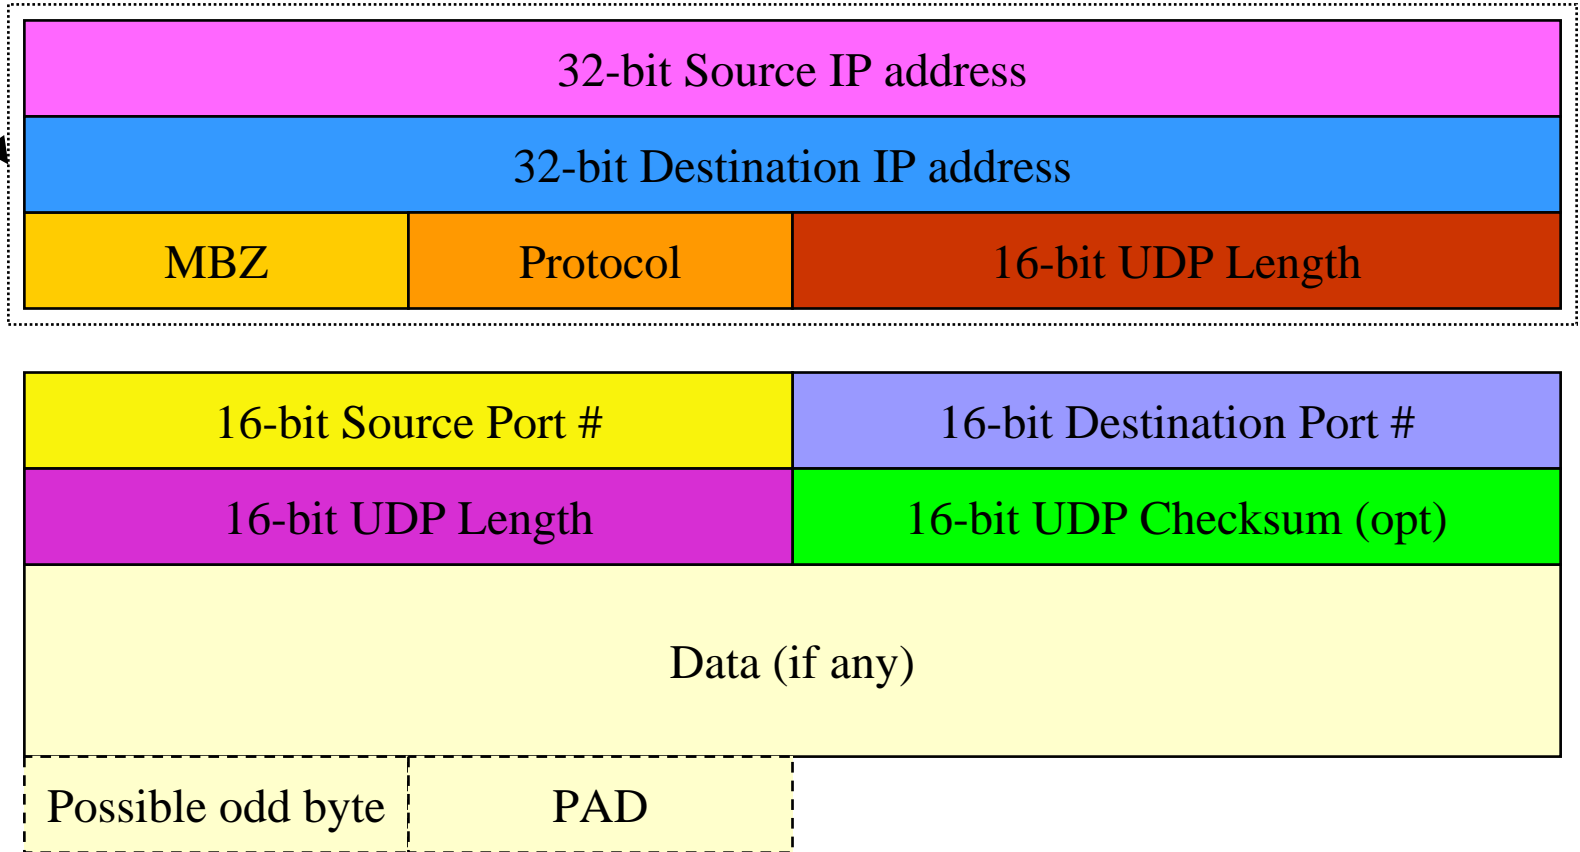 32-bit Source IP address
32-bit Destination IP address
MBZ Protocol 16-bit UDP Length
16-bit Source Port # 16-bit Destination Port #
16-bit UDP Length 16-bit UDP Checksum (opt)
Data (if any)
Possible odd byte PAD